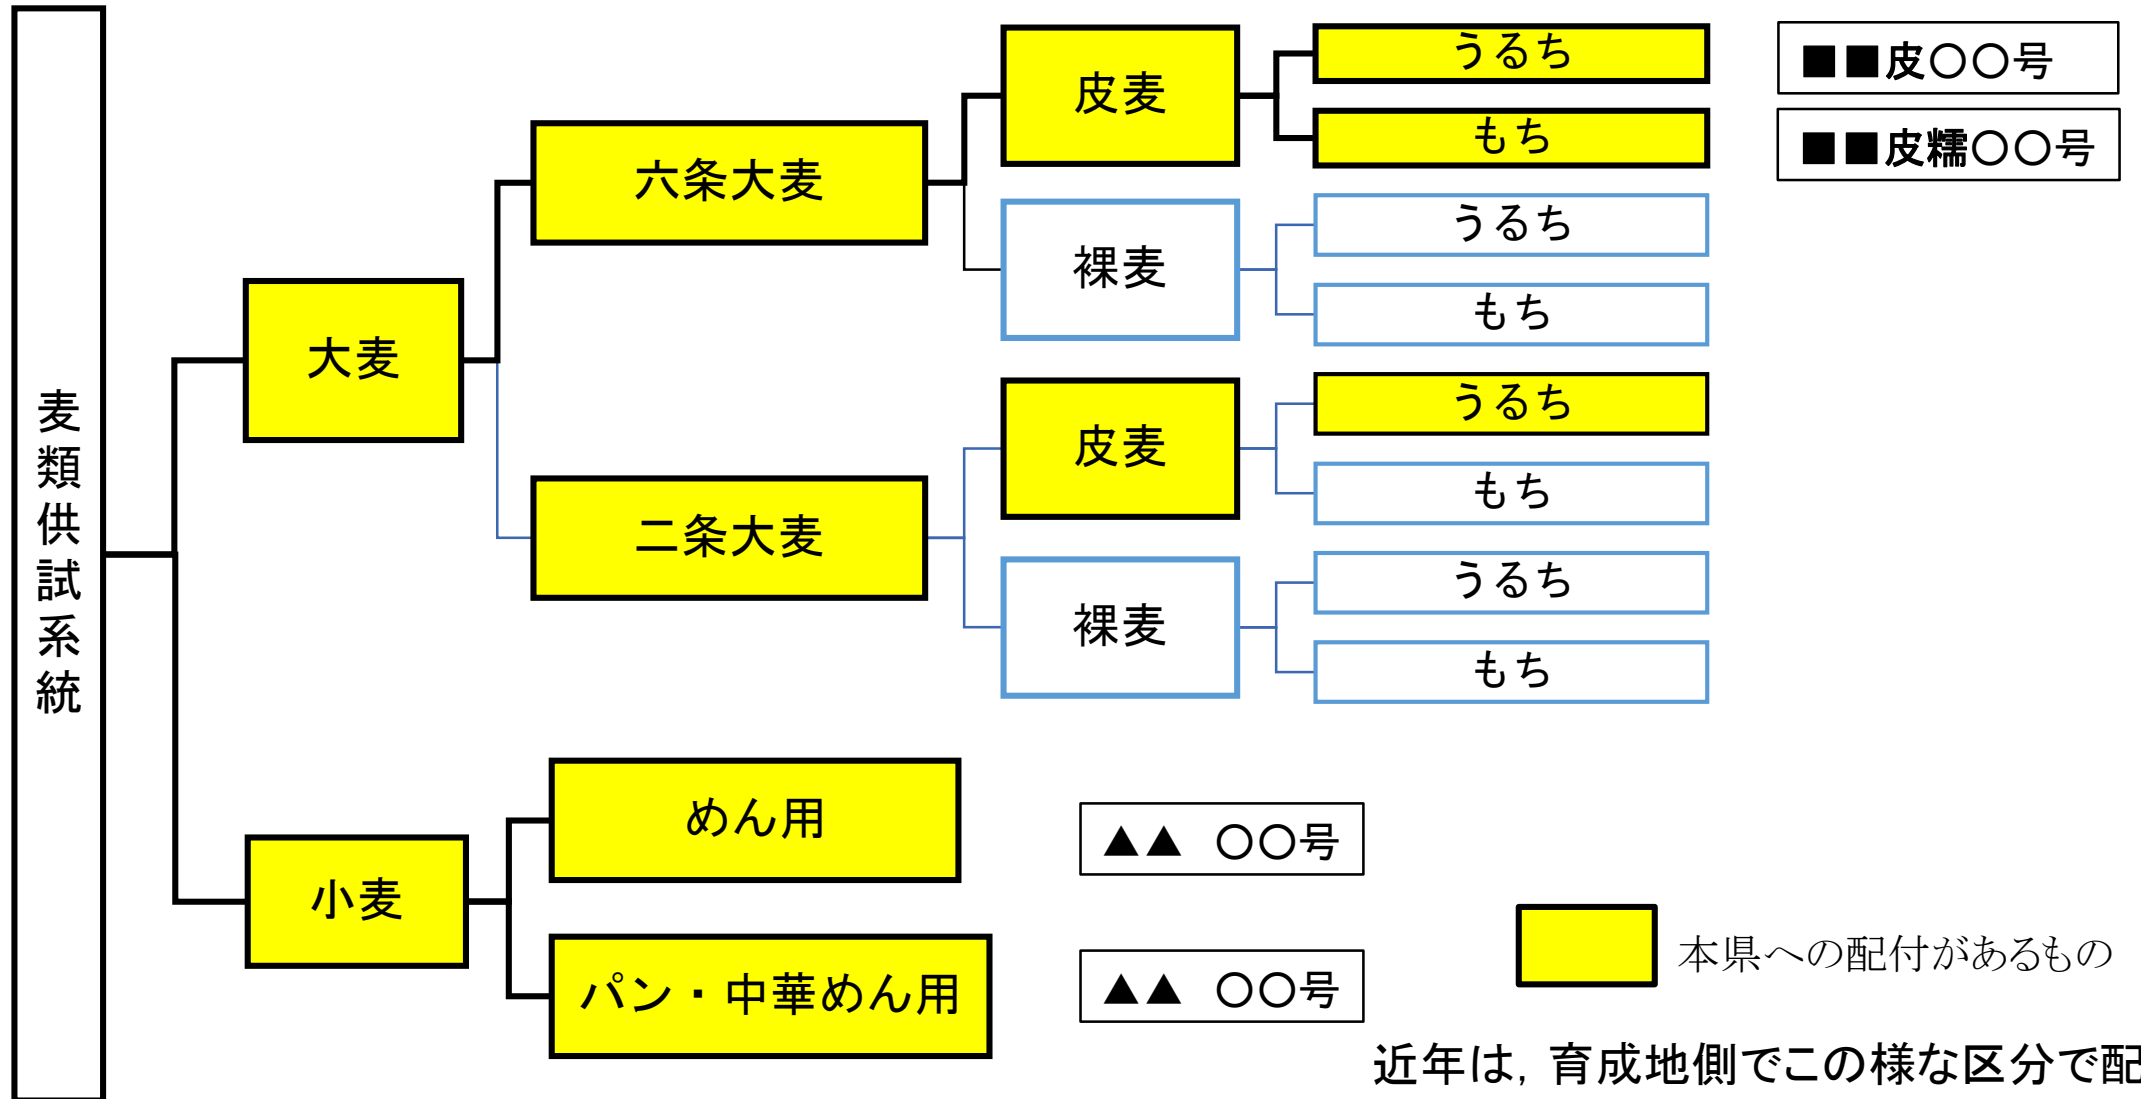 麦類供試系統
大麦
六条大麦
皮麦
うるち
■■皮○○号
もち
■■皮糯○○号
裸麦
うるち
もち
二条大麦
皮麦
うるち
もち
裸麦
うるち
もち
小麦
めん用
▲▲　○○号
パン・中華めん用
▲▲　○○号
本県への配付があるもの
近年は，育成地側でこの様な区分で配